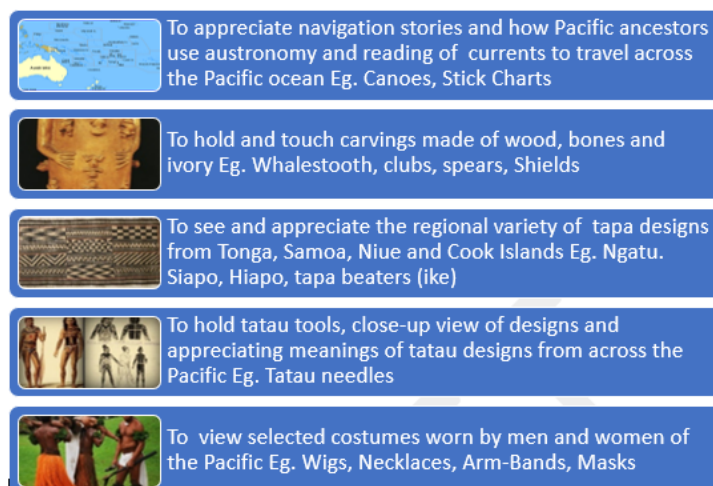 To appreciate navigation stories and how Pacific ancestors
use austronomy and reading of currents to travel across
the Pacific ocean Eg. Canoes, Stick Charts
To hold and touch carvings made of wood, bones and
ivory Eg. Whalestooth, clubs, spears, Shields
To see and appreciate the regional variety of tapa designs
from Tonga, Samoa, Niue and Cook Islands Eg. Ngatu.
Siapo, Hiapo, tapa beaters (ike)
To hold tatau tools, close-up view of designs and
appreciating meanings of tatau designs from across the
Pacific Eg. Tatau needles
To view selected costumes worn by men and women of
the Pacific Eg. Wigs, Necklaces, Arm-Bands, Masks